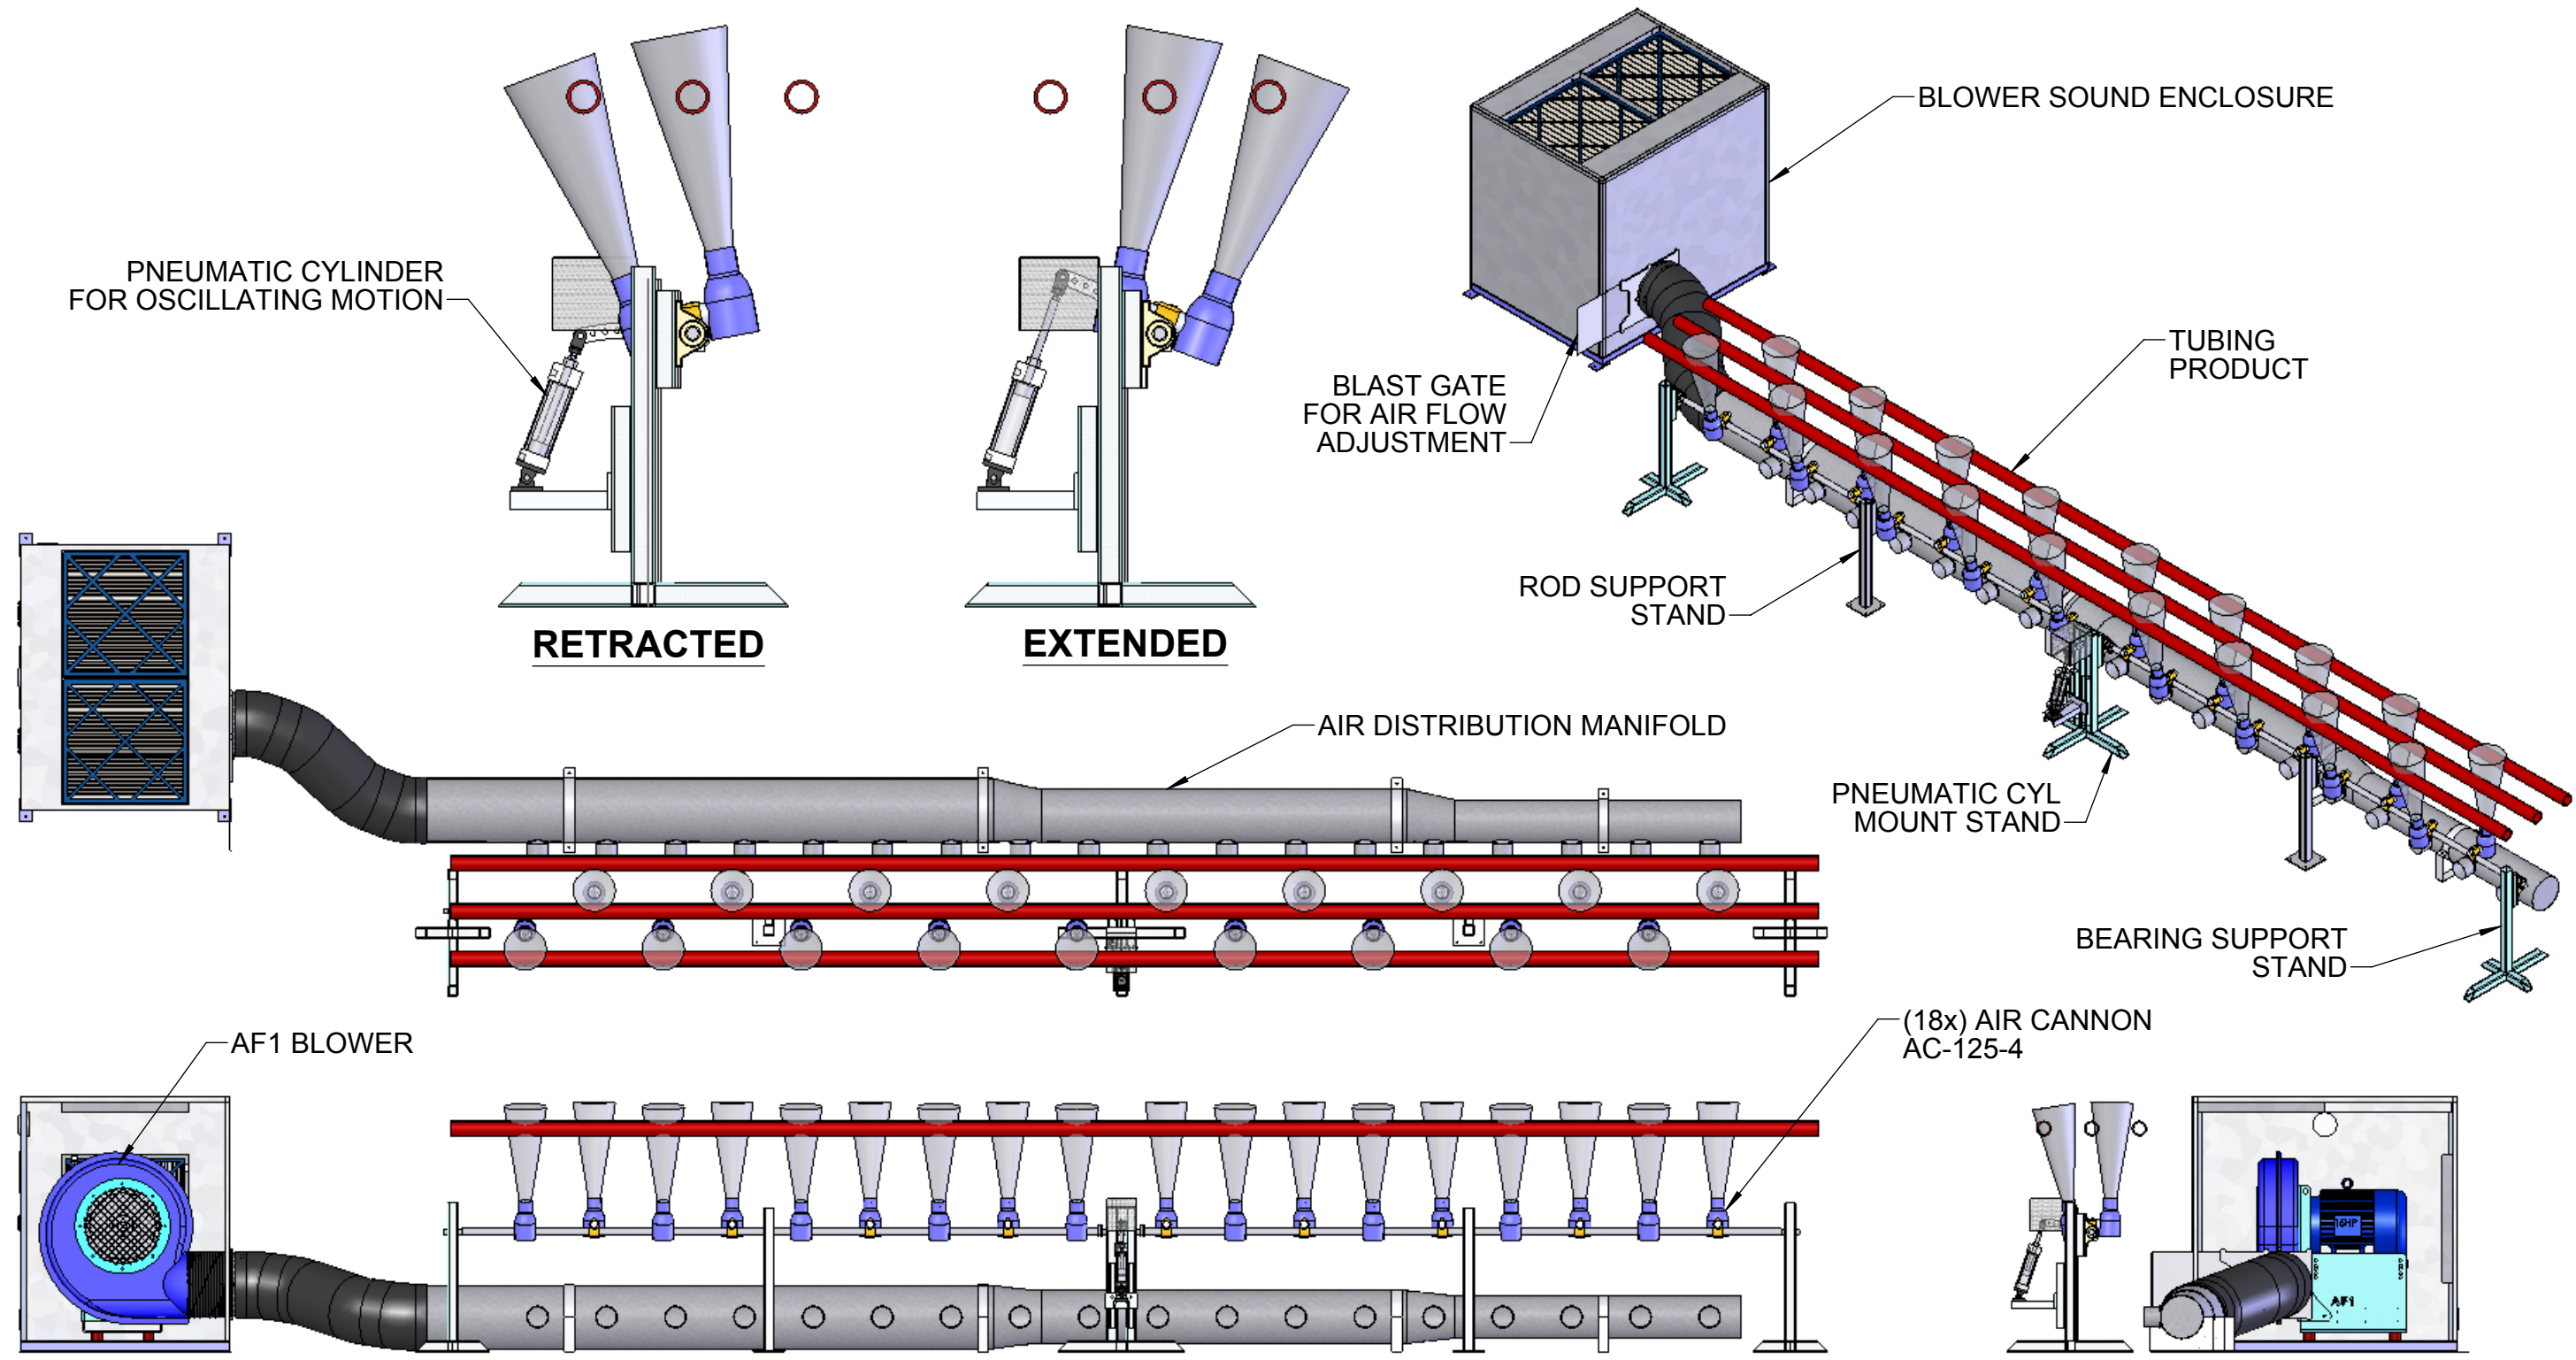 BLOWER SOUND ENCLOSURE
PNEUMATIC CYLINDER
FOR OSCILLATING MOTION
TUBING
PRODUCT
BLAST GATE
FOR AIR FLOW
ADJUSTMENT
ROD SUPPORT
STAND
RETRACTED
EXTENDED
AIR DISTRIBUTION MANIFOLD
PNEUMATIC CYL
MOUNT STAND
BEARING SUPPORT
STAND
AF1 BLOWER
(18x) AIR CANNON
AC-125-4
15HP
AF1